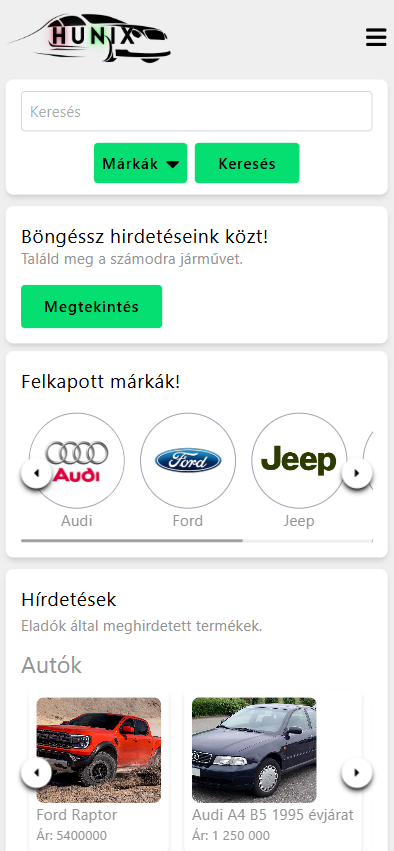 HUNIX
Keresés
Márkák
Keresés
Böngéssz hirdetéseink közt!
Találd meg a számodra járművet.
Megtekintés
Felkapott márkák!
Audi
Ford
Jeep
Audi
Ford
Jeep
Hírdetések
Eladók által meghirdetett termékek.
Autók
Ford Raptor
Ár: 5400000
Audi A4 B5 1995 évjárat
Ár: 1 250 000